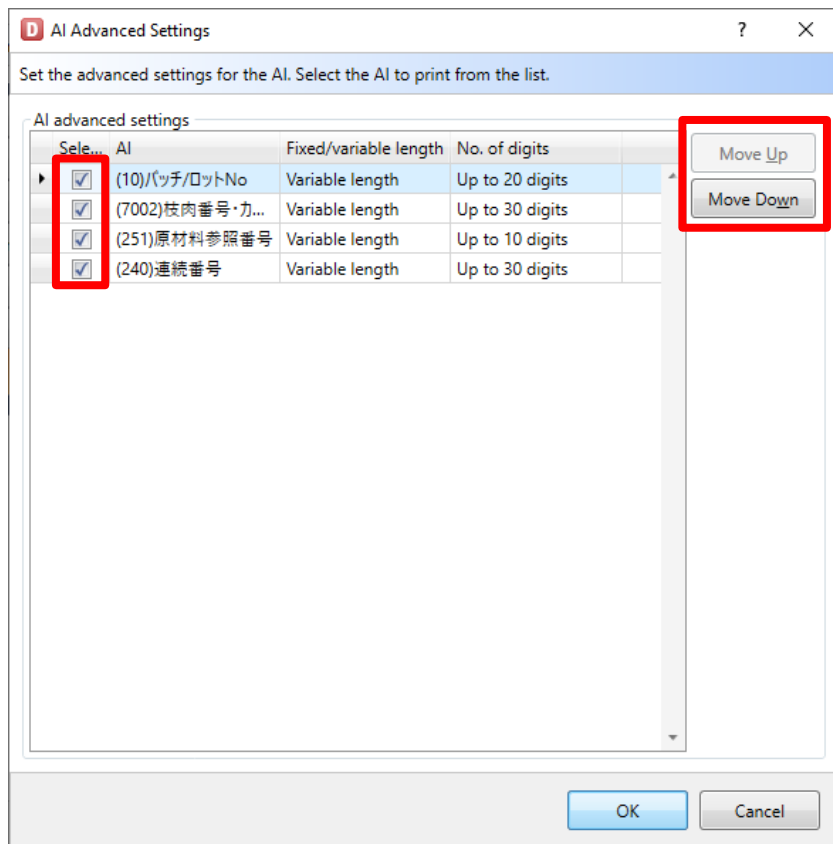 D AI Advanced Settings ? ×
Set the advanced settings for the AI. Select the AI to print from the list.
AI advanced settings
Sele... AI Fixed/variable length No. of digits
(10)バッチ/ロットNo Variable length Up to 20 digits
(7002)枝肉番号・カ... Variable length Up to 30 digits
(251)原材料参照番号 Variable length Up to 10 digits
(240)連続番号 Variable length Up to 30 digits
Move Up
Move Down
OK Cancel